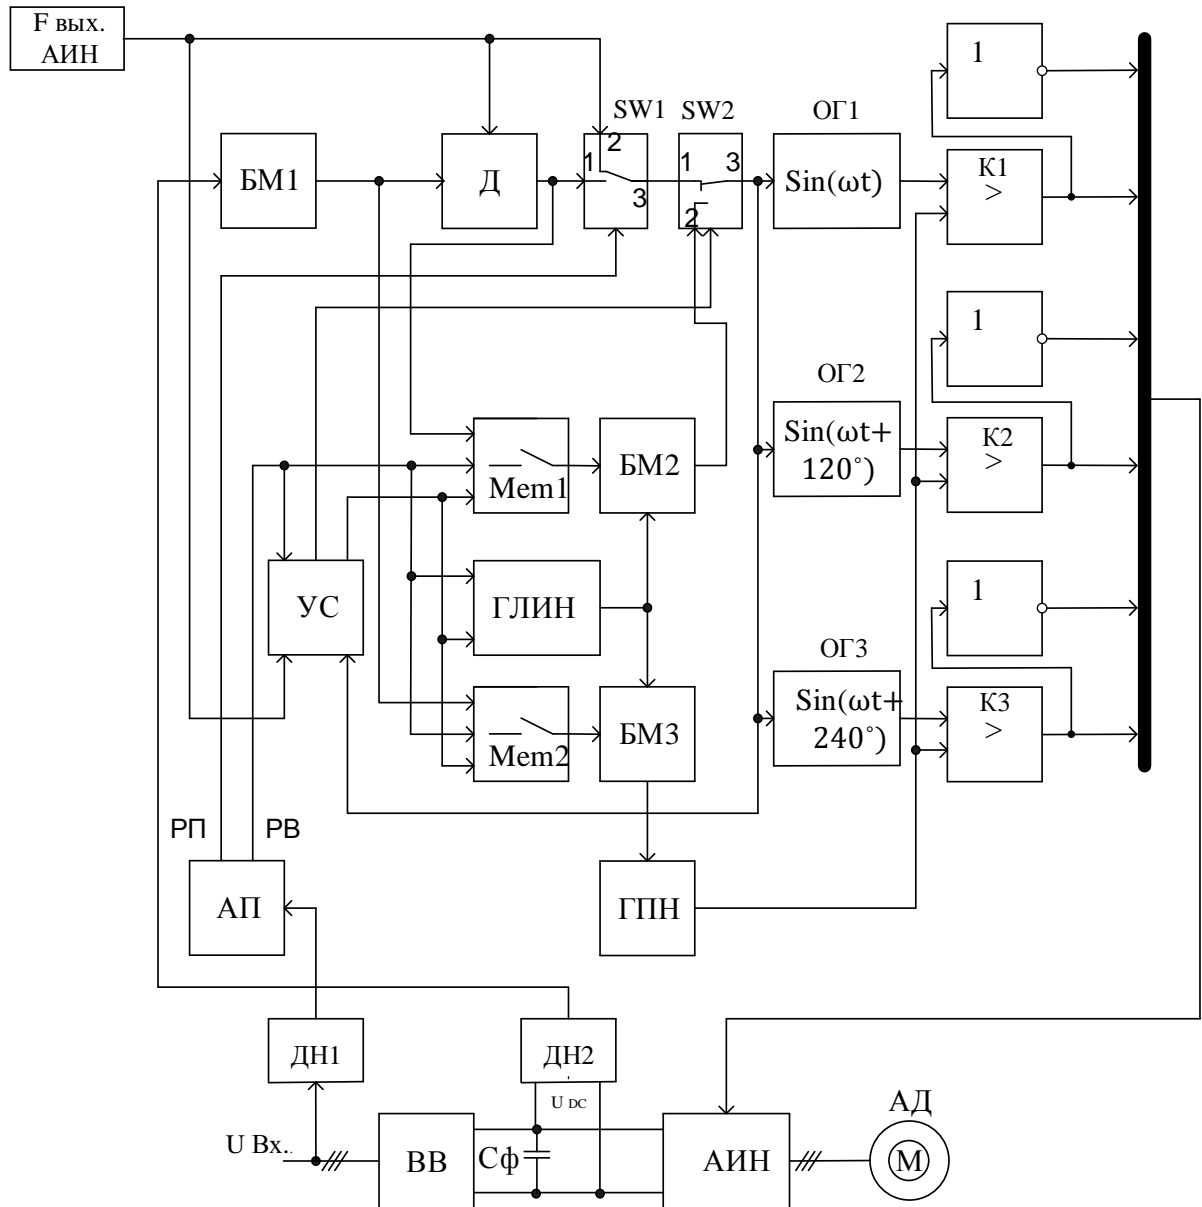 F вых.
АИН
1
SW1
SW2
ОГ1
БМ1
Д
1
2
3
1
2
3
Sin(ωt)
К1
>
1
ОГ2
Mem1
БМ2
Sin(ωt+
120°)
К2
>
УС
ГЛИН
1
ОГ3
Mem2
БМ3
Sin(ωt+
240°)
К3
>
РП
РВ
АП
ГПН
ДН1
ДН2
U DC
U Вх.
ВВ
Сф
АИН
АД
М